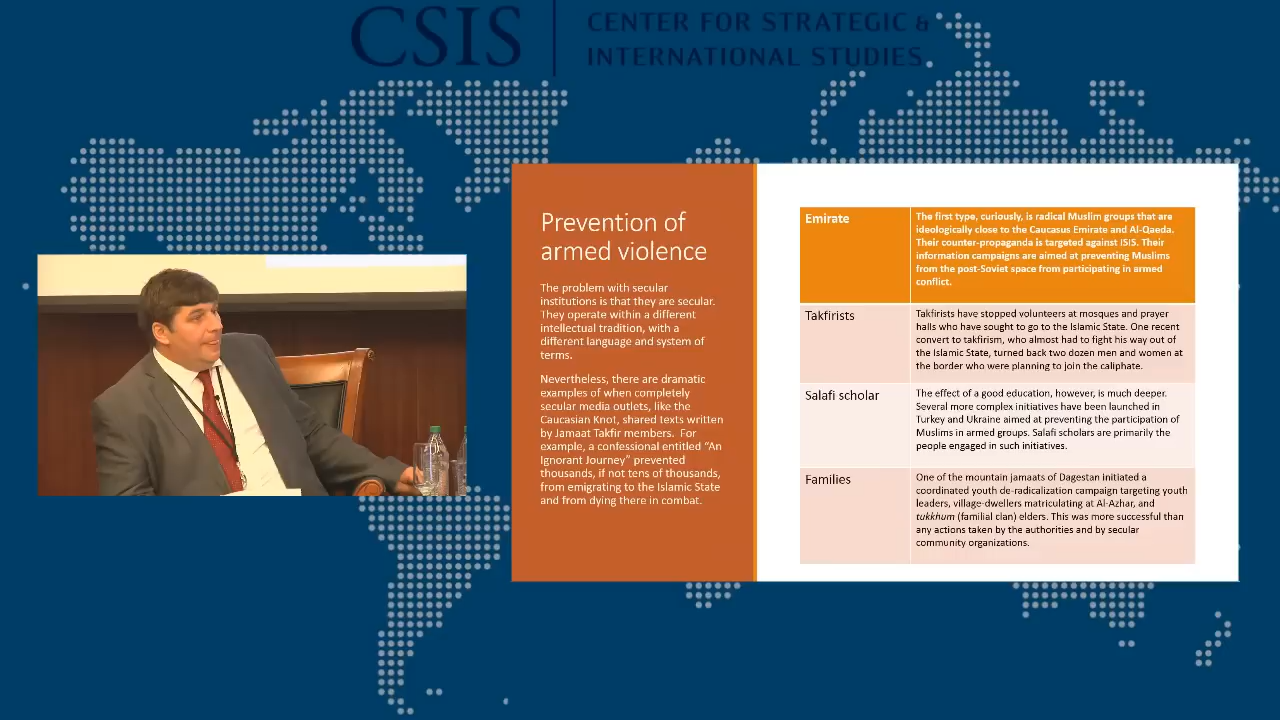 CSIS
CENTER FOR STRATEGIC &
INTERNATIONAL STUDIES
Prevention of
armed violence
The problem with secular
institutions is that they are secular.
They operate within a different
intellectual tradition, with a
different language and system of
terms.
Nevertheless, there are dramatic
examples of when completely
secular media outlets, like the
Caucasian Knot, shared texts written
by Jamaat Takfir members. For
example, a confessional entitled “An
Ignorant Journey” prevented
thousands, if not tens of thousands,
from emigrating to the Islamic State
and from dying there in combat.
Emirate
The first type, curiously, is radical Muslim groups that are
ideologically close to the Caucasus Emirate and Al-Qaeda.
Their counter-propaganda is targeted against ISIS. Their
information campaigns are aimed at preventing Muslims
from the post-Soviet space from participating in armed
conflict.
Takfirists
Takfirists have stopped volunteers at mosques and prayer
halls who have sought to go to the Islamic State. One recent
convert to takfirism, who almost had to fight his way out of
the Islamic State, turned back two dozen men and women at
the border who were planning to join the caliphate.
Salafi scholar
The effect of a good education, however, is much deeper.
Several more complex initiatives have been launched in
Turkey and Ukraine aimed at preventing the participation of
Muslims in armed groups. Salafi scholars are primarily the
people engaged in such initiatives.
Families
One of the mountain jamaats of Dagestan initiated a
coordinated youth de-radicalization campaign targeting youth
leaders, village-dwellers matriculating at Al-Azhar, and
tukkhum (familial clan) elders. This was more successful than
any actions taken by the authorities and by secular
community organizations.